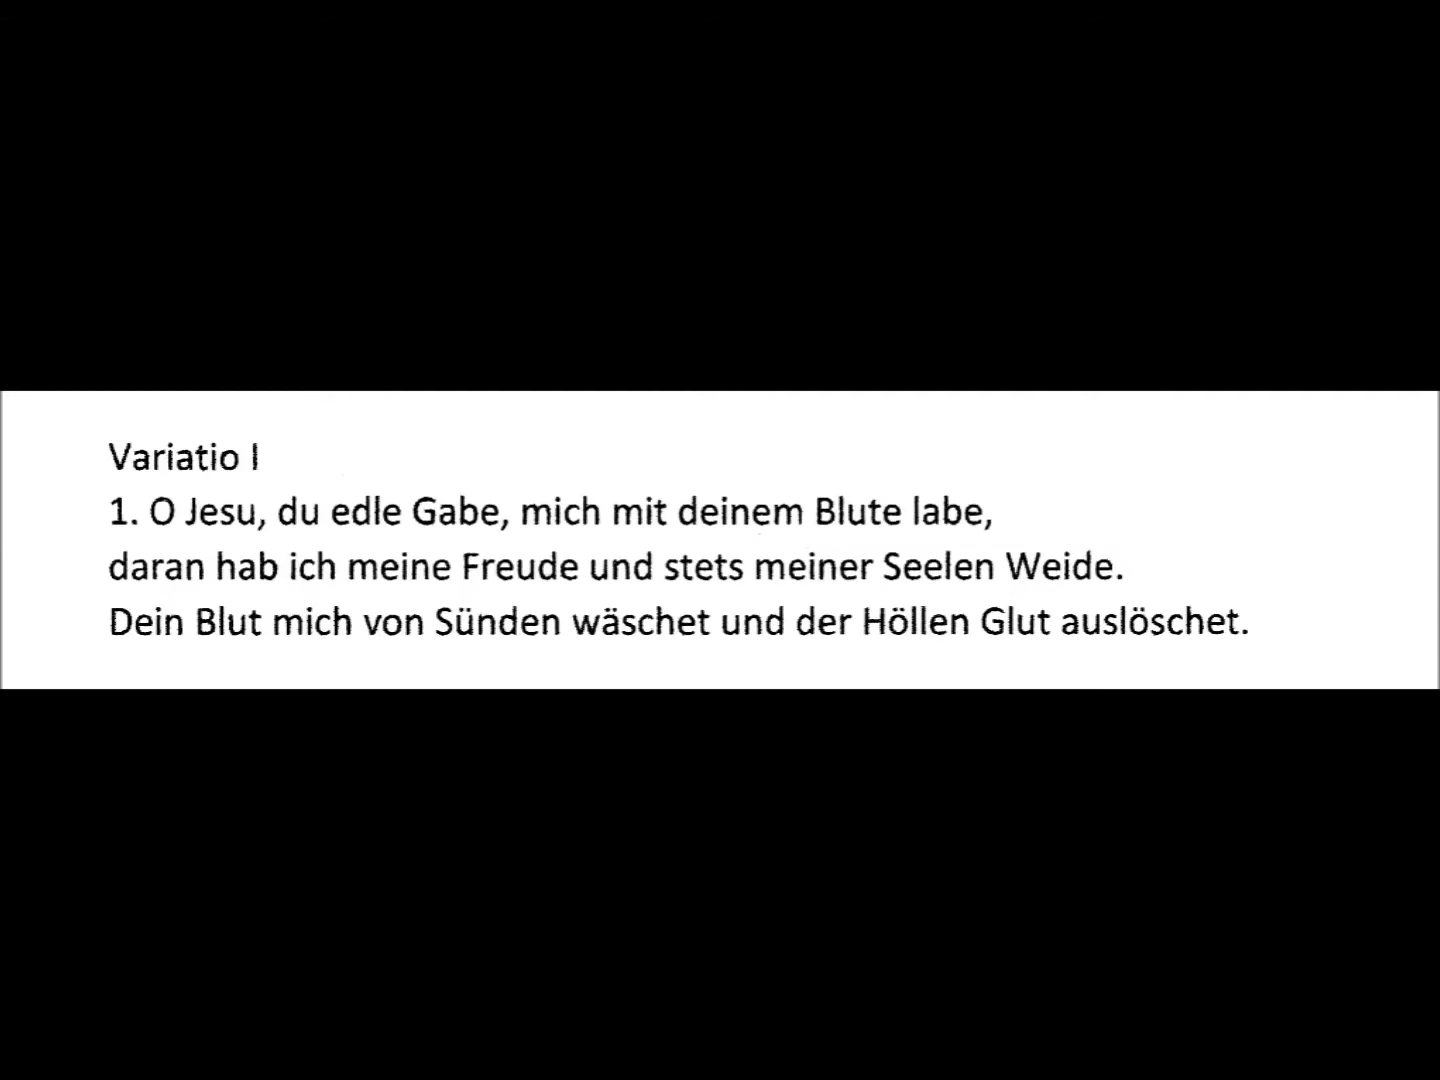 Variatio I
1. O Jesu, du edle Gabe, mich mit deinem Blute labe,
daran hab ich meine Freude und stets meiner Seelen Weide.
Dein Blut mich von Sünden wäschet und der Höllen Glut auslöschet.